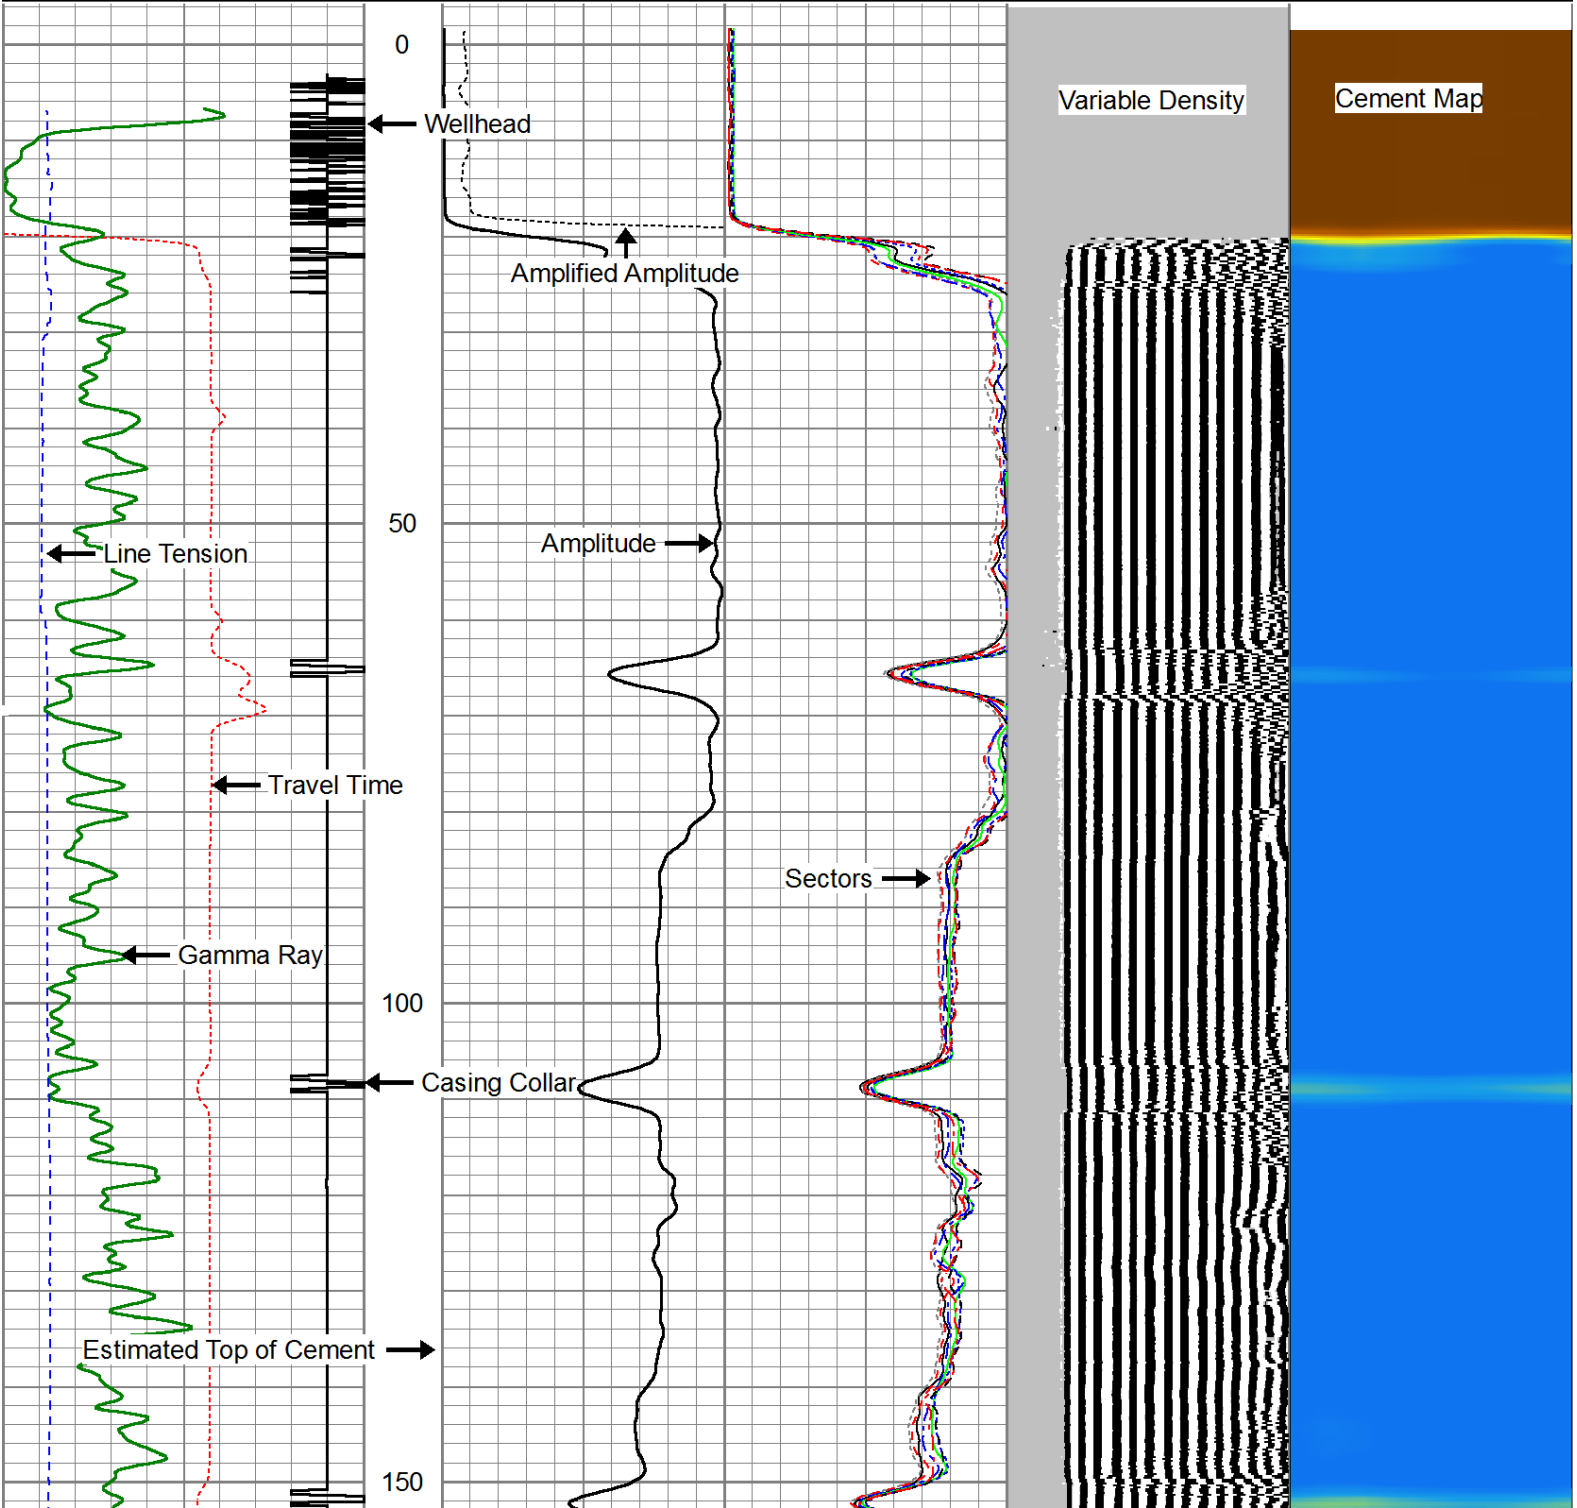 0
Variable Density
Cement Map
Wellhead
Amplified Amplitude
50
Amplitude
Line Tension
Travel Time
Sectors
Gamma Ray
100
Casing Collar
Estimated Top of Cement
150